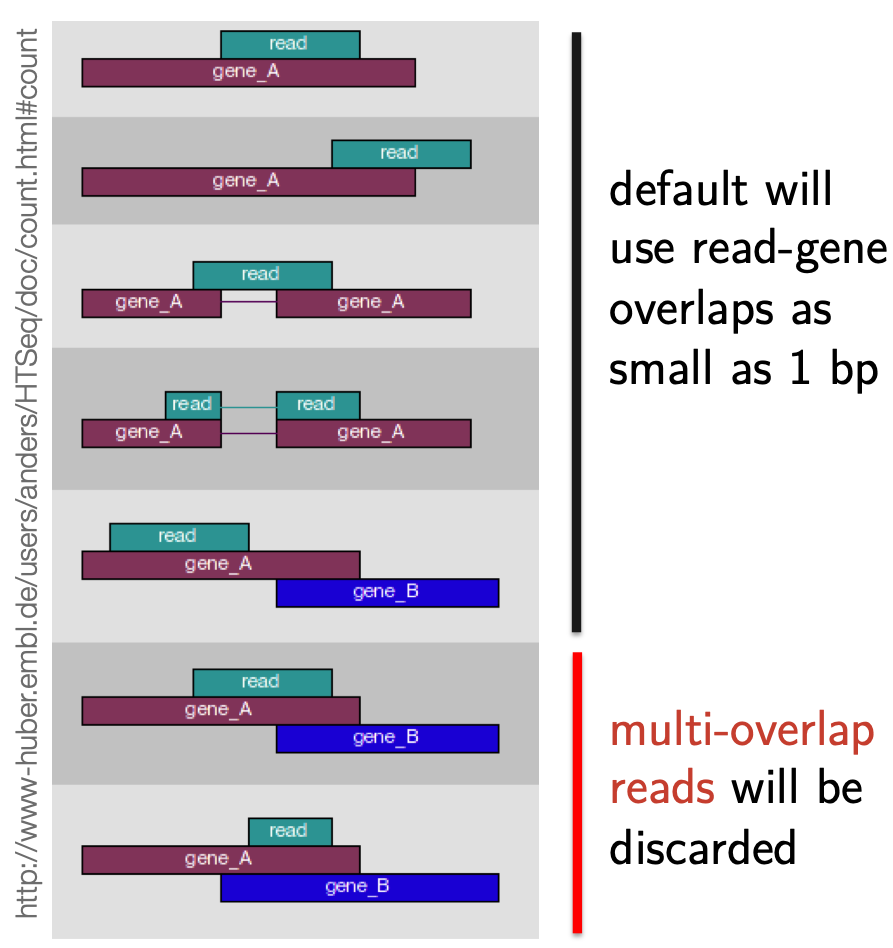 http://www-huber.embl.de/users/anders/HTSeq/doc/count.html#count
read
gene_A
read
gene_A
read
gene_A gene_A
read read
gene_A gene_A
read
gene_A
gene_B
read
gene_A
gene_B
read
gene_A
gene_B
default will
use read-gene
overlaps as
small as 1 bp
multi-overlap
reads will be
discarded